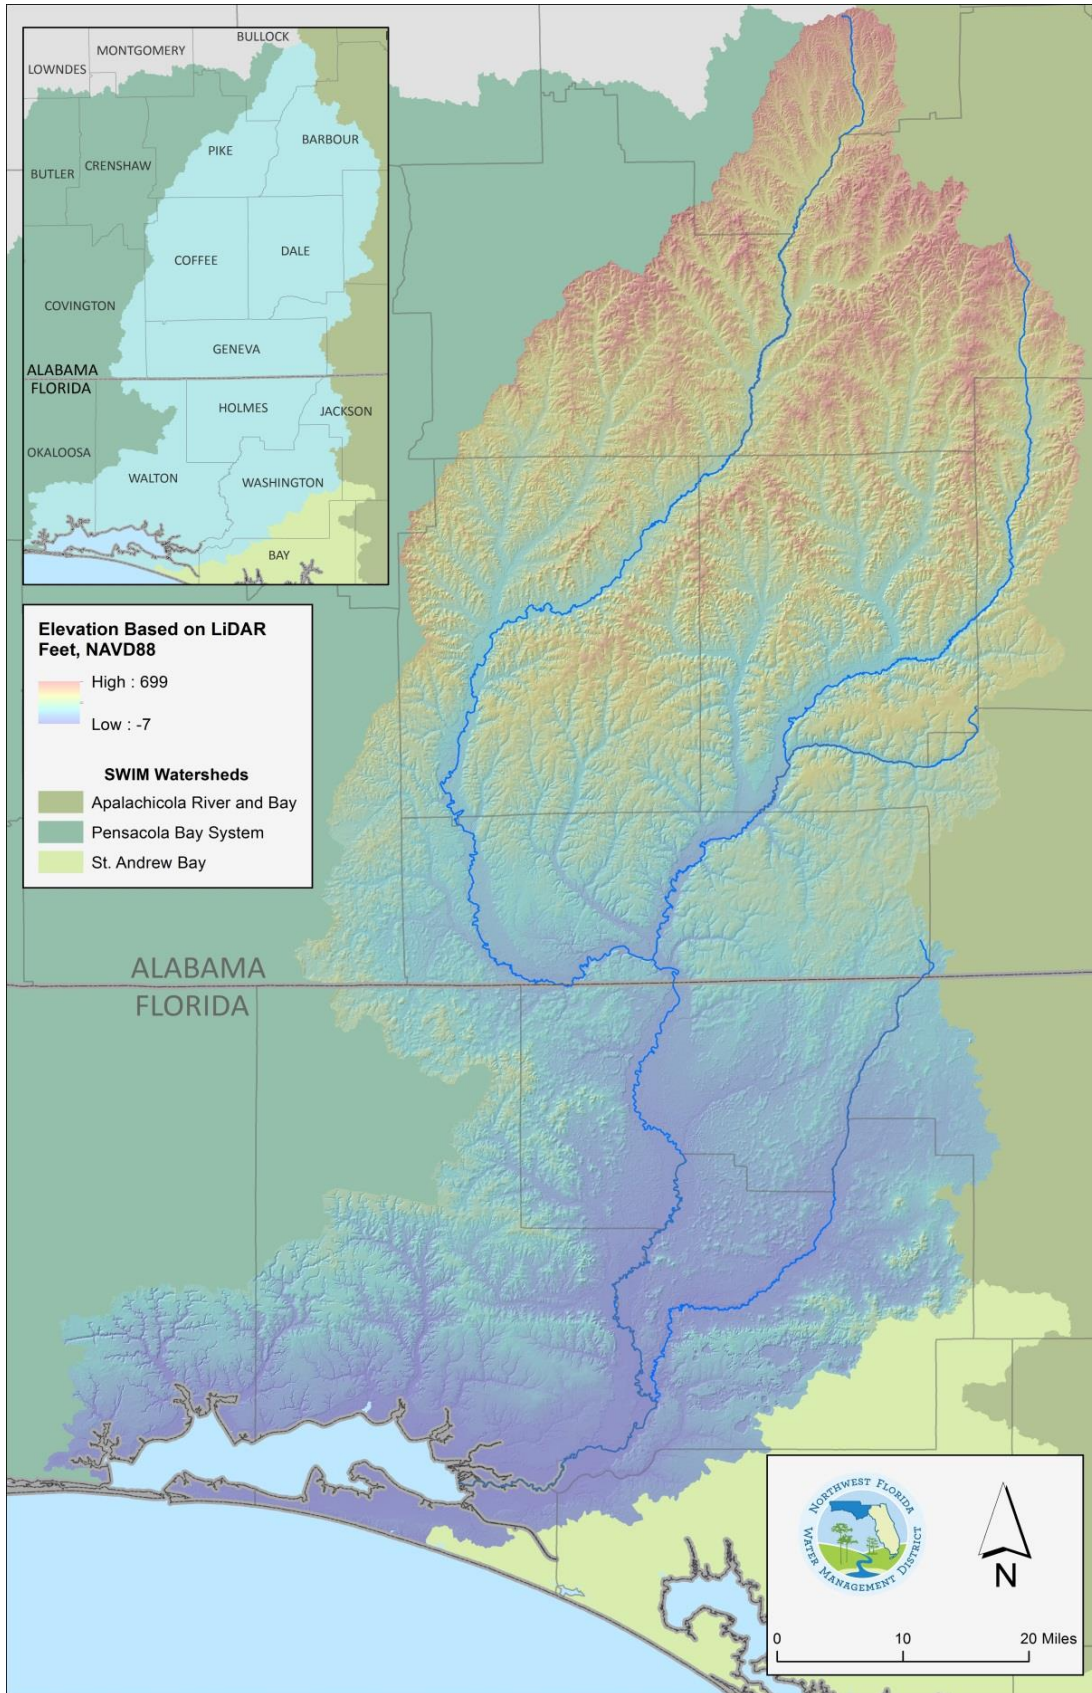 BULLOCK
MONTGOMERY
LOWNDES
BARBOUR
PIKE
CRENSHAW
BUTLER
COFFEE
DALE
COVINGTON
GENEVA
ALABAMA
FLORIDA
HOLMES
JACKSON
OKALOOSA
WALTON
WASHINGTON
BAY
Elevation Based on LiDAR
Feet, NAVD88
High : 699
Low : -7
SWIM Watersheds
Apalachicola River and Bay
Pensacola Bay System
St. Andrew Bay
ALABAMA
FLORIDA
NORTHWEST FLORIDA
WATER MANAGEMENT DISTRICT
N
0 10 20 Miles